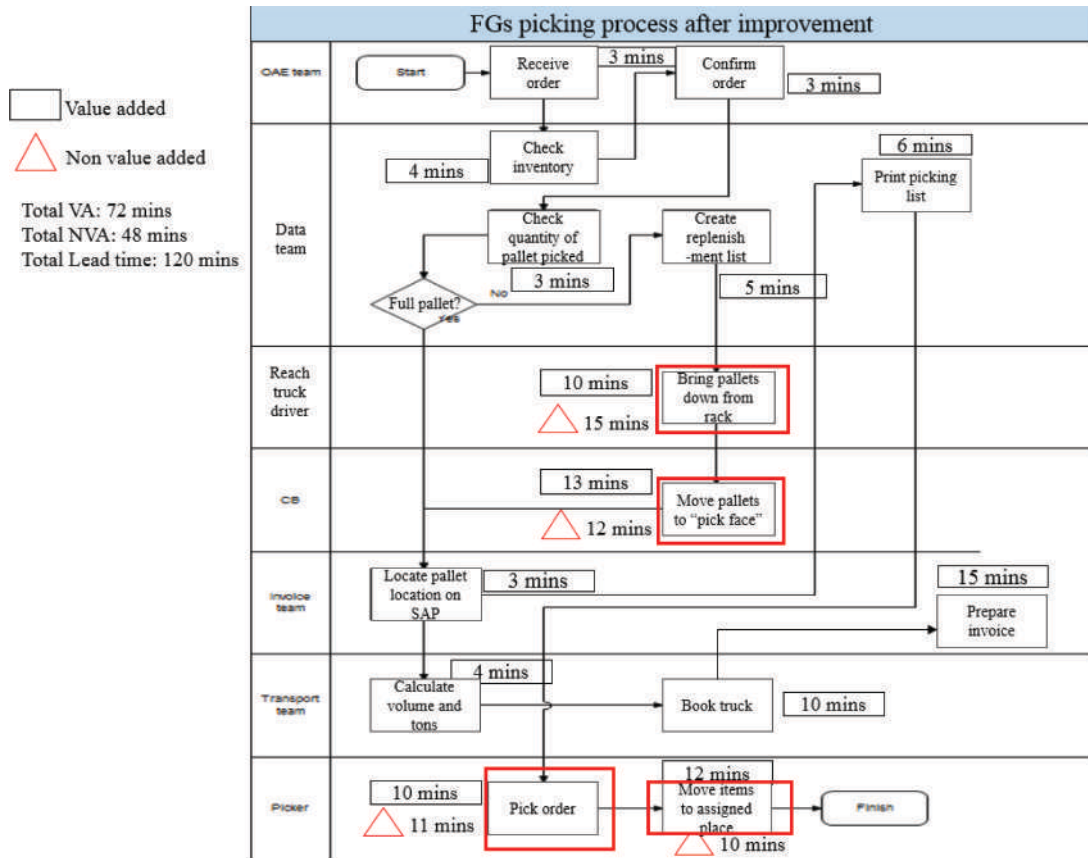 FGs picking process after improvement
Value added
Non value added
Total VA: 72 mins
Total NVA: 48 mins
Total Lead time: 120 mins
OAE team
Start
Receive
order
3 mins
Confirm
order
3 mins
Data
team
4 mins
Check
inventory
6 mins
Print picking
list
Check
quantity of
pallet picked
3 mins
Create
replenish
-ment list
5 mins
Full pallet?
No
Yes
Reach
truck
driver
10 mins
15 mins
Bring pallets
down from
rack
CB
13 mins
12 mins
Move pallets
to “pick face”
Invoice
team
Locate pallet
location on
SAP
3 mins
15 mins
Prepare
invoice
Transport
team
4 mins
Calculate
volume and
tons
Book truck
10 mins
Picker
10 mins
11 mins
Pick order
12 mins
Move items
to assigned
place
10 mins
Finish